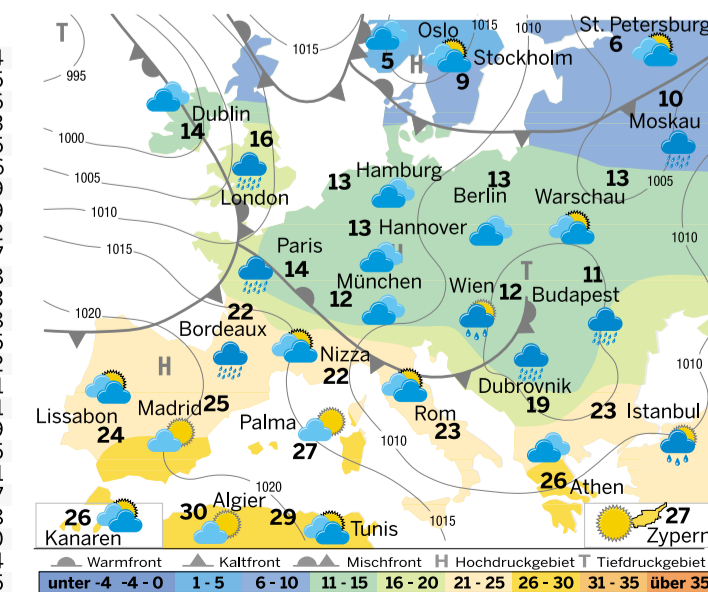 T
Oslo
1015
1010
St. Petersburg
1015
5
H
9
Stockholm
6
995
10
Moskau
Dublin
14
16
1000
London
1005
Hamburg
13
Berlin
13
Warschau
13
1005
1010
13 Hannover
H
1010
1015
Paris
14
München
12
Wien
12
T
11
Budapest
1020
22
Bordeaux
Nizza
22
1010
H
Lissabon
24
Madrid
25
Palma
27
Rom
23
Dubrovnik
19
23
Istanbul
1010
26
Athen
1020
1015
26
Kanaren
30
Algier
29
Tunis
27
Zypern
Warmfront Kaltfront Mischfront H Hochdruckgebiet T Tiefdruckgebiet
unter -4 -4 - 0 1 - 5 6 - 10 11 - 15 16 - 20 21 - 25 26 - 30 31 - 35 über 35